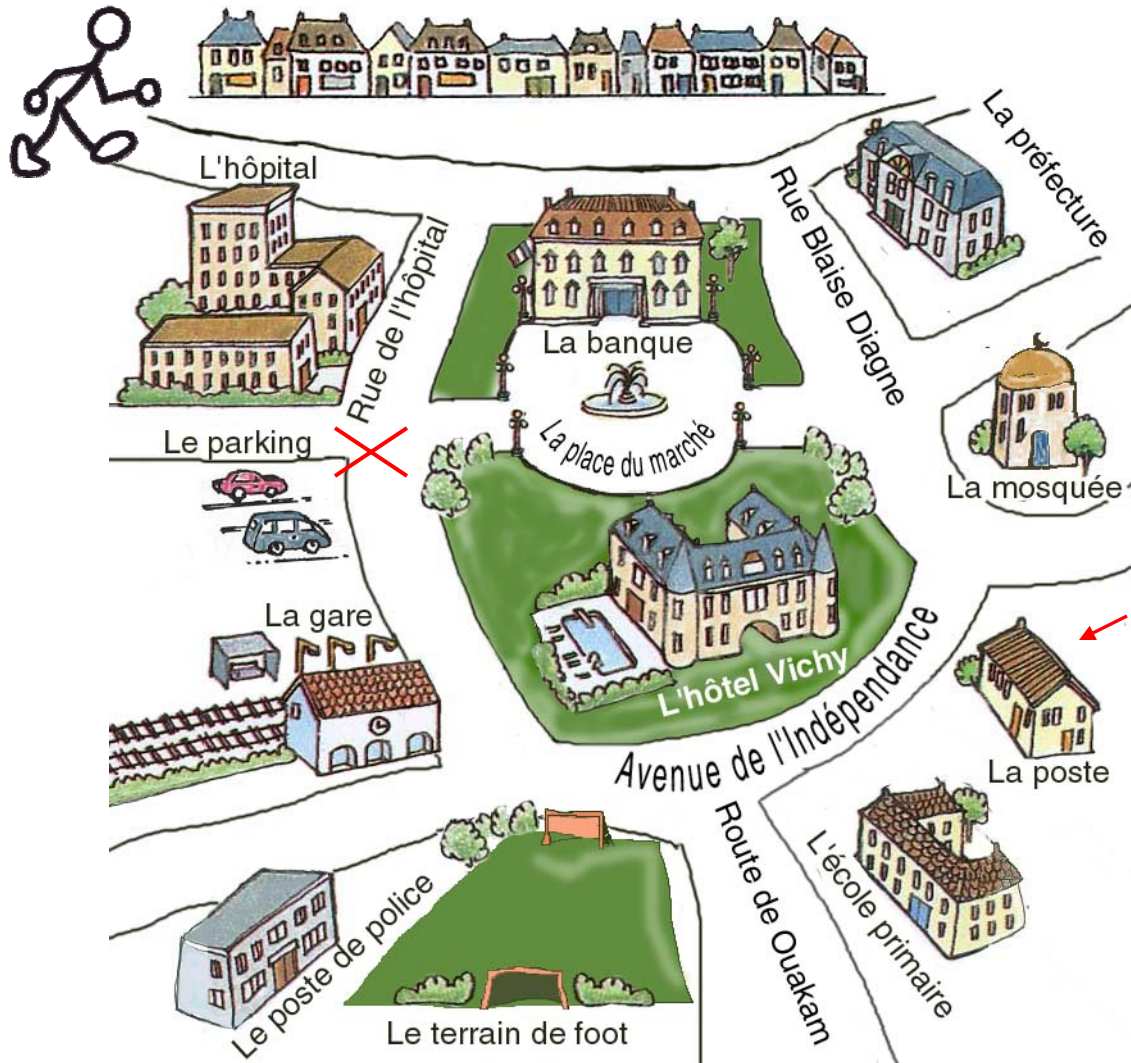 L'hôpital
La préfecture
Rue de l'hôpital
Rue Blaise Diagne
La banque
La place du marché
Le parking
La mosquée
La gare
L'hôtel Vichy
Avenue de l'Indépendance
La poste
Route de Ouakam
L'école primaire
Le poste de police
Le terrain de foot